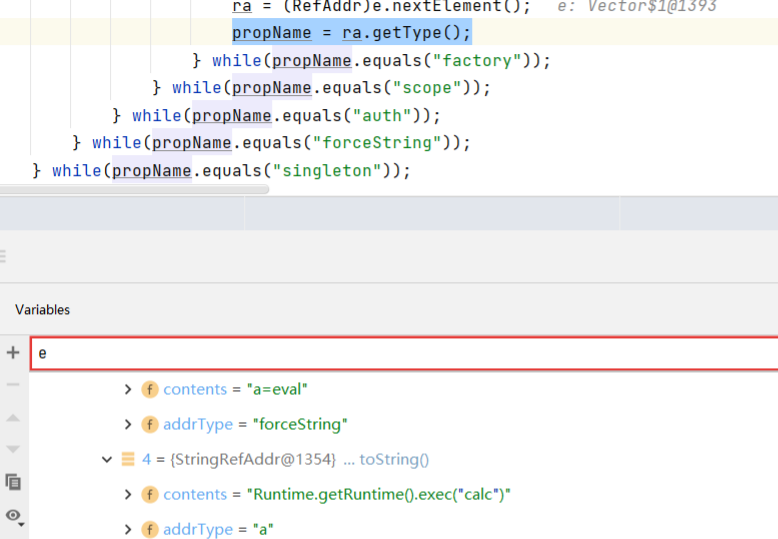 ra = (RefAddr)e.nextElement();   e: Vector$1@1393
propName = ra.getType();
} while(propName.equals("factory"));
} while(propName.equals("scope"));
} while(propName.equals("auth"));
} while(propName.equals("forceString"));
} while(propName.equals("singleton"));
Variables
e
f contents = "a=eval"
f addrType = "forceString"
4 = {StringRefAddr@1354} ... toString()
f contents = "Runtime.getRuntime().exec("calc")"
f addrType = "a"